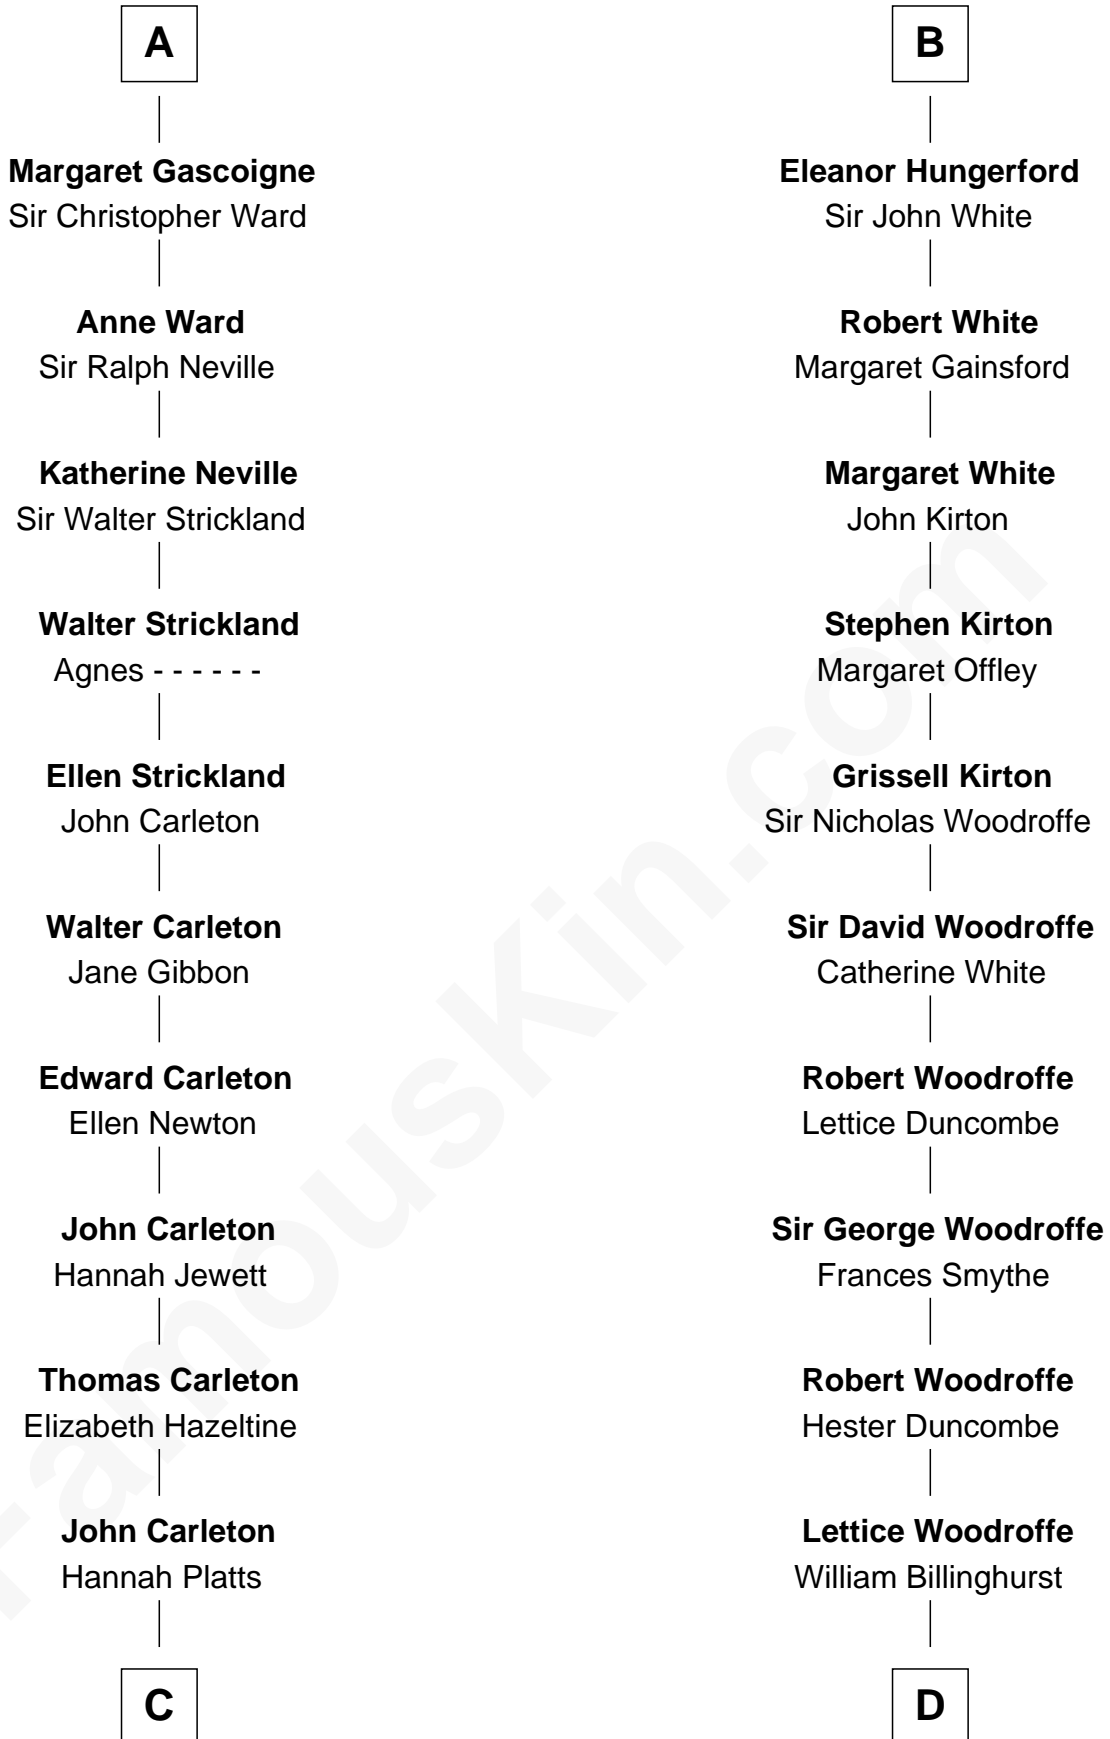 A
Margaret Gascoigne
Sir Christopher Ward
Anne Ward
Sir Ralph Neville
Katherine Neville
Sir Walter Strickland
Walter Strickland
Agnes - - - - - -
Ellen Strickland
John Carleton
Walter Carleton
Jane Gibbon
Edward Carleton
Ellen Newton
John Carleton
Hannah Jewett
Thomas Carleton
Elizabeth Hazeltine
John Carleton
Hannah Platts
C
B
Eleanor Hungerford
Sir John White
Robert White
Margaret Gainsford
Margaret White
John Kirton
Stephen Kirton
Margaret Offley
Grissell Kirton
Sir Nicholas Woodroffe
Sir David Woodroffe
Catherine White
Robert Woodroffe
Lettice Duncombe
Sir George Woodroffe
Frances Smythe
Robert Woodroffe
Hester Duncombe
Lettice Woodroffe
William Billinghurst
D
FamousKin.com